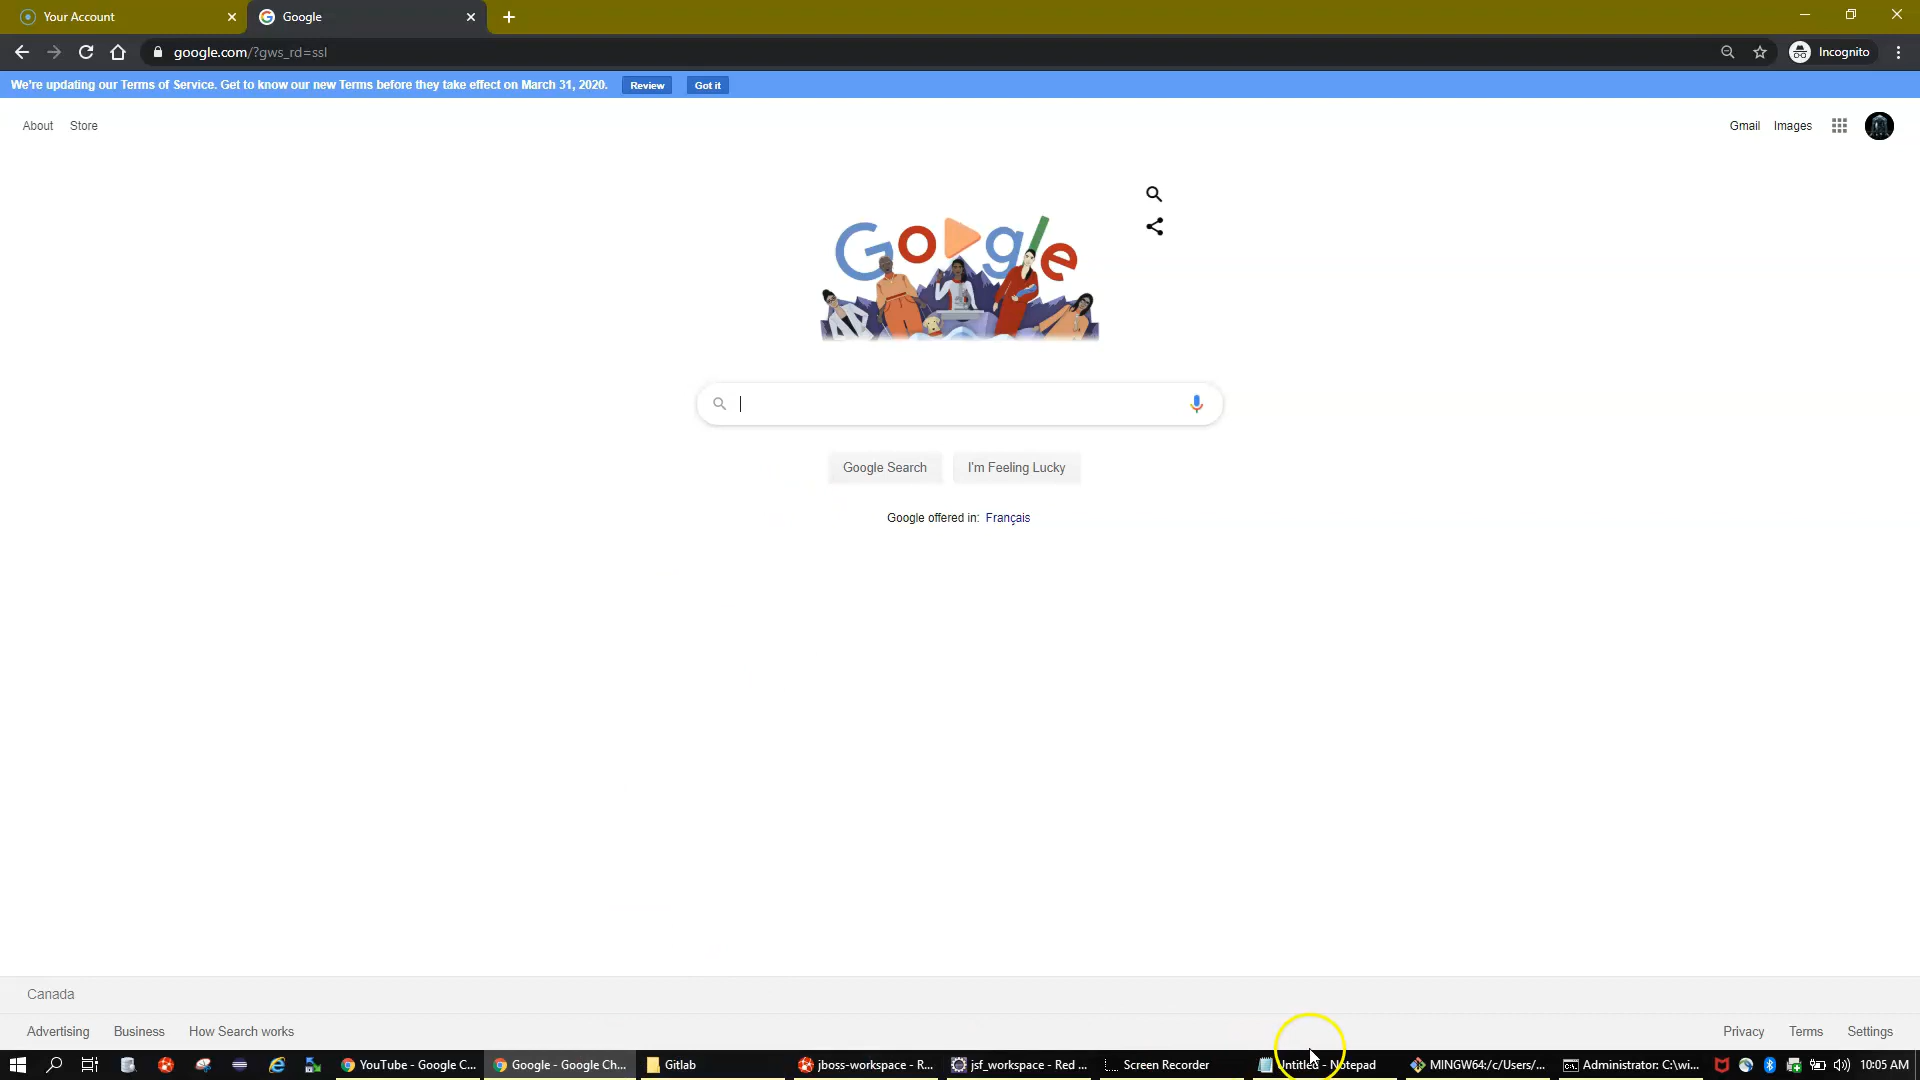 Your Account
Google
google.com/?gws_rd=ssl
Incognito
We're updating our Terms of Service. Get to know our new Terms before they take effect on March 31, 2020.
Review
Got it
About
Store
Gmail
Images
Google
Google Search
I'm Feeling Lucky
Google offered in: Français
Canada
Advertising
Business
How Search works
Privacy
Terms
Settings
YouTube - Google C...
Google - Google Ch...
Gitlab
jboss-workspace - R...
jsf_workspace - Red ...
Screen Recorder
Untitled - Notepad
MINGW64:/c/Users/...
Administrator: C:\wi...
10:05 AM